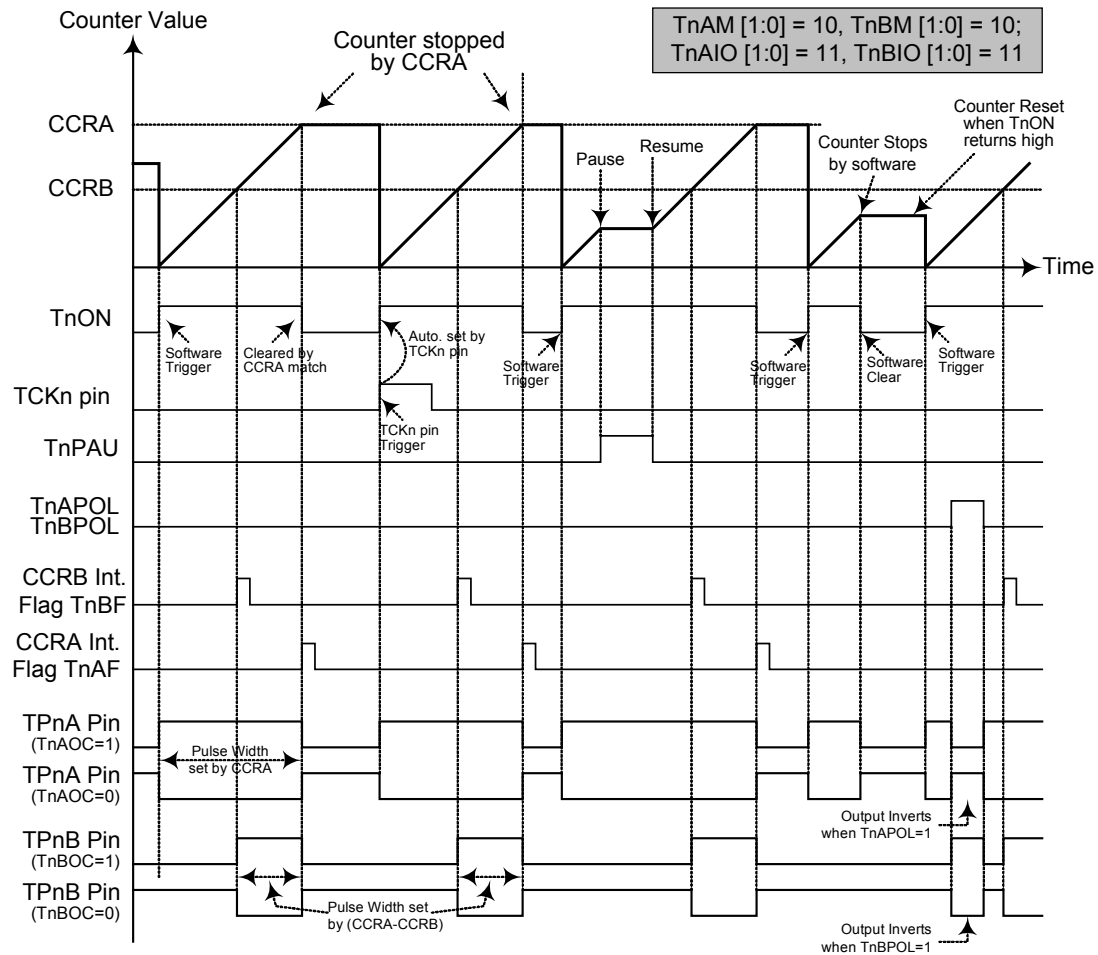 Counter Value
TnAM [1:0] = 10, TnBM [1:0] = 10;
TnAIO [1:0] = 11, TnBIO [1:0] = 11
Counter stopped
by CCRA
CCRA
CCRB
Pause
Resume
Counter Stops
by software
Counter Reset
when TnON
returns high
Time
TnON
Software
Trigger
Cleared by
CCRA match
Auto. set by
TCKn pin
Software
Trigger
Software
Trigger
Software
Clear
Software
Trigger
TCKn pin
TCKn pin
Trigger
TnPAU
TnAPOL
TnBPOL
CCRB Int.
Flag TnBF
CCRA Int.
Flag TnAF
TPnA Pin
(TnAOC=1)
Pulse Width
set by CCRA
TPnA Pin
(TnAOC=0)
Output Inverts
when TnAPOL=1
TPnB Pin
(TnBOC=1)
TPnB Pin
(TnBOC=0)
Pulse Width set
by (CCRA-CCRB)
Output Inverts
when TnBPOL=1